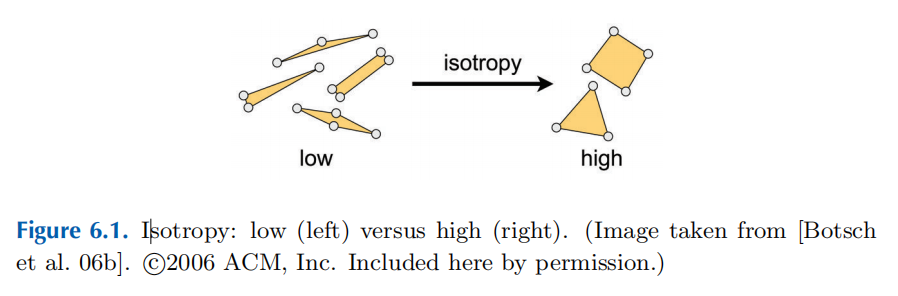 isotropy
low
high
Figure 6.1. Isotropy: low (left) versus high (right). (Image taken from [Botsch
et al. 06b]. ©2006 ACM, Inc. Included here by permission.)